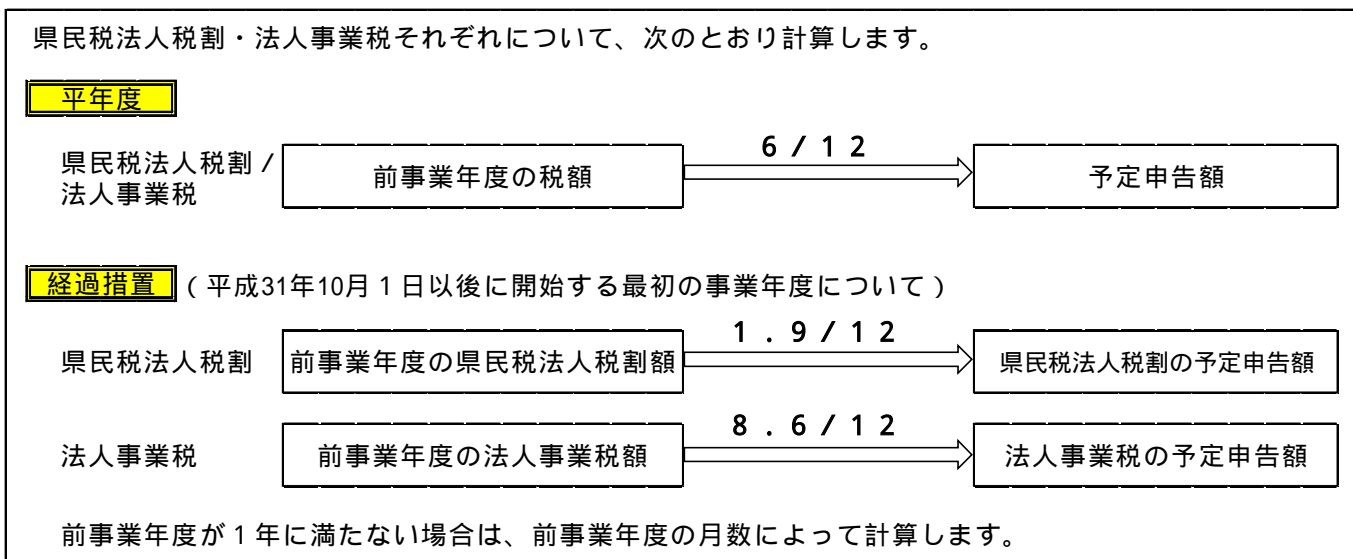 県民税法人税割・法人事業税それぞれについて、次のとおり計算します。
平年度
６／１２
県民税法人税割／
法人事業税
前事業年度の税額
予定申告額
経過措置（平成31年10月１日以後に開始する最初の事業年度について）
１．９／１２
県民税法人税割
前事業年度の県民税法人税割額
県民税法人税割の予定申告額
８．６／１２
法人事業税
前事業年度の法人事業税額
法人事業税の予定申告額
前事業年度が１年に満たない場合は、前事業年度の月数によって計算します。